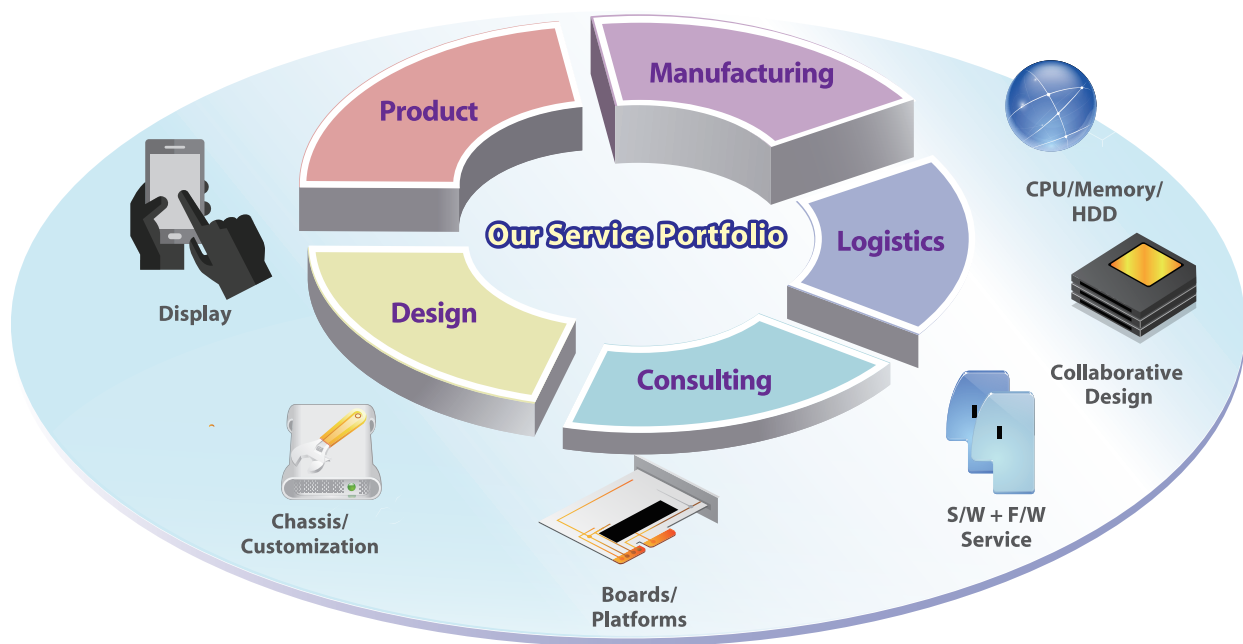 Manufacturing
Product
CPU/Memory/
HDD
Our Service Portfolio
Logistics
Display
Design
Consulting
Collaborative
Design
Chassis/
Customization
S/W + F/W
Service
Boards/
Platforms